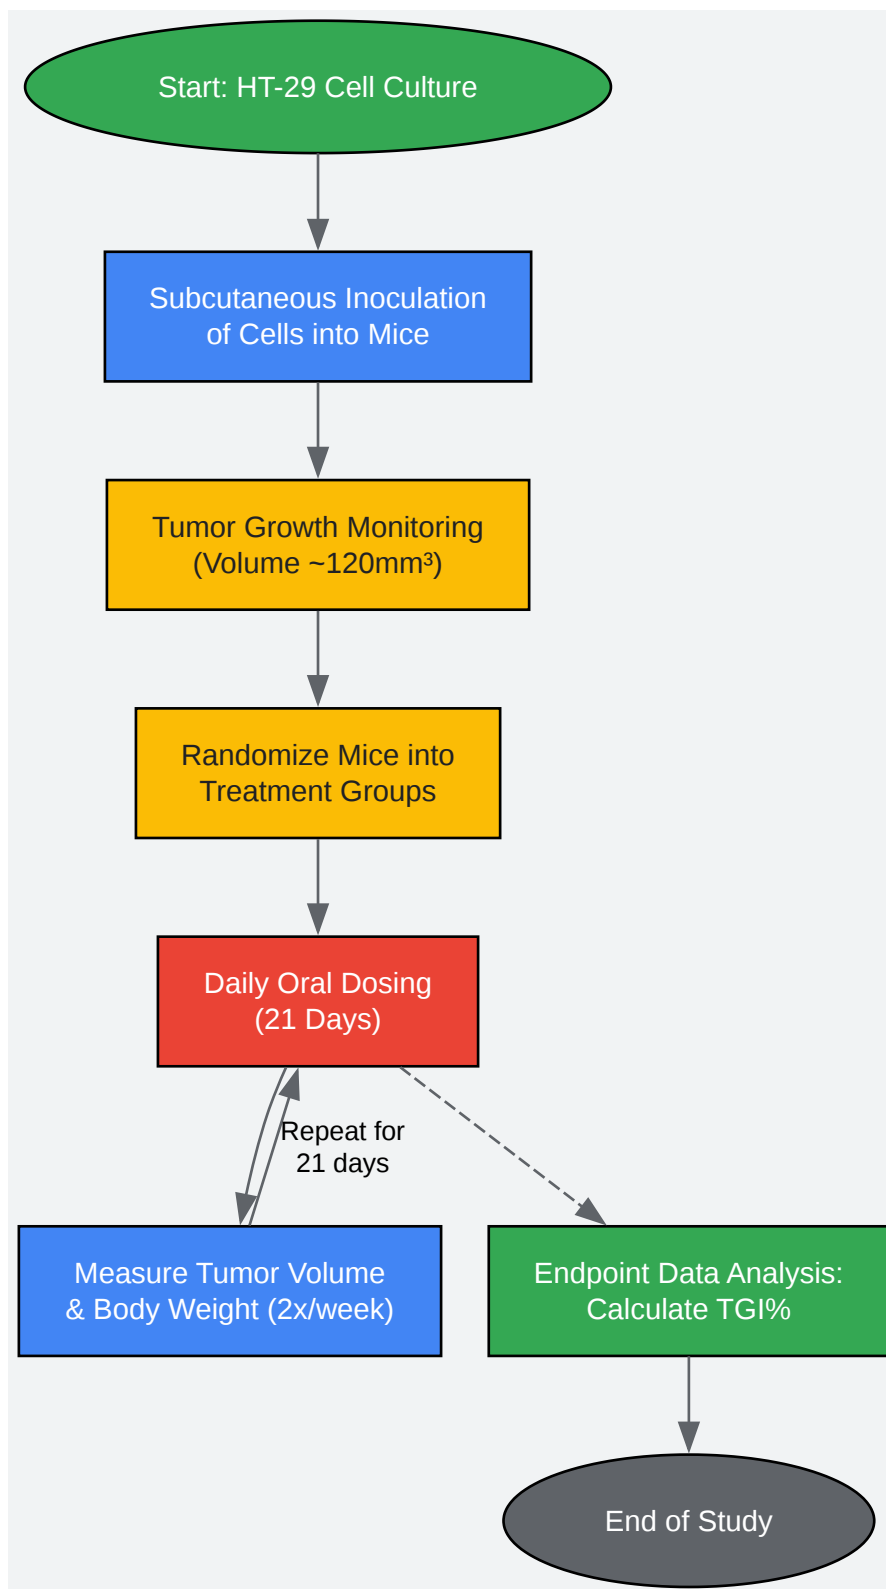 Start: HT-29 Cell Culture
Subcutaneous Inoculation
of Cells into Mice
Tumor Growth Monitoring
(Volume ~120mm³)
Randomize Mice into
Treatment Groups
Daily Oral Dosing
(21 Days)
Repeat for
21 days
Measure Tumor Volume
& Body Weight (2x/week)
Endpoint Data Analysis:
Calculate TGI%
End of Study